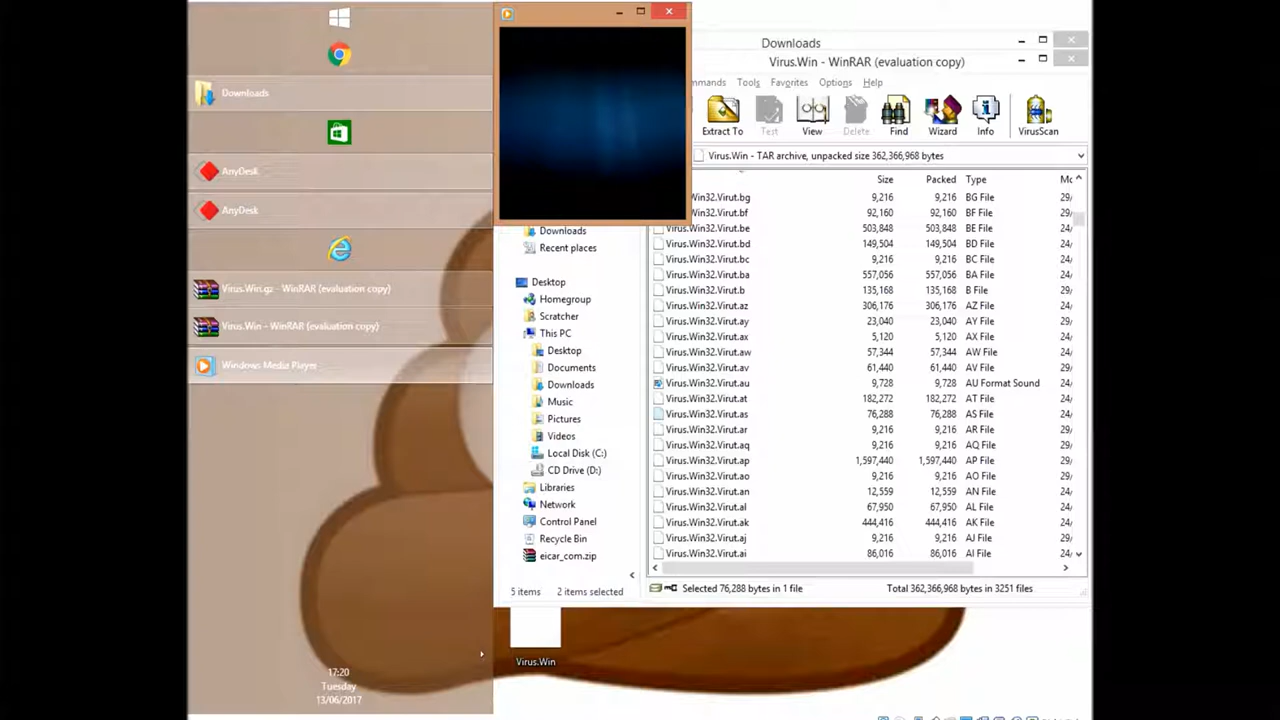 Downloads
AnyDesk
AnyDesk
Virus.Win.gz - WinRAR (evaluation copy)
Virus.Win - WinRAR (evaluation copy)
Windows Media Player
17:20
Tuesday
13/06/2017
Downloads
Virus.Win - WinRAR (evaluation copy)
Tools Favorites Options Help
Extract To Test View Delete Find Wizard Info VirusScan
Virus.Win - TAR archive, unpacked size 362,366,968 bytes
Size Packed Type
Win32.Virut.bg 9,216 9,216 BG File 29/
Win32.Virut.bf 92,160 92,160 BF File 29/
Win32.Virut.be 503,848 503,848 BE File 24/
Win32.Virut.bd 149,504 149,504 BD File 24/
Win32.Virut.bc 9,216 9,216 BC File 29/
Virus.Win32.Virut.ba 557,056 557,056 BA File 24/
Virus.Win32.Virut.b 135,168 135,168 B File 24/
Virus.Win32.Virut.az 306,176 306,176 AZ File 24/
Virus.Win32.Virut.ay 23,040 23,040 AY File 29/
Virus.Win32.Virut.ax 5,120 5,120 AX File 29/
Virus.Win32.Virut.aw 57,344 57,344 AW File 24/
Virus.Win32.Virut.av 61,440 61,440 AV File 24/
Virus.Win32.Virut.au 9,728 9,728 AU Format Sound 24/
Virus.Win32.Virut.at 182,272 182,272 AT File 24/
Virus.Win32.Virut.as 76,288 76,288 AS File 24/
Virus.Win32.Virut.ar 9,216 9,216 AR File 29/
Virus.Win32.Virut.aq 9,216 9,216 AQ File 29/
Virus.Win32.Virut.ap 1,597,440 1,597,440 AP File 29/
Virus.Win32.Virut.ao 9,216 9,216 AO File 29/
Virus.Win32.Virut.an 12,559 12,559 AN File 24/
Virus.Win32.Virut.al 67,950 67,950 AL File 24/
Virus.Win32.Virut.ak 444,416 444,416 AK File 24/
Virus.Win32.Virut.aj 9,216 9,216 AJ File 29/
Virus.Win32.Virut.ai 86,016 86,016 AI File 24/
Selected 76,288 bytes in 1 file Total 362,366,968 bytes in 3251 files
Downloads
Recent places
Desktop
Homegroup
Scratcher
This PC
Desktop
Documents
Downloads
Music
Pictures
Videos
Local Disk (C:)
CD Drive (D:)
Libraries
Network
Control Panel
Recycle Bin
eicar_com.zip
5 items 2 items selected
Virus.Win